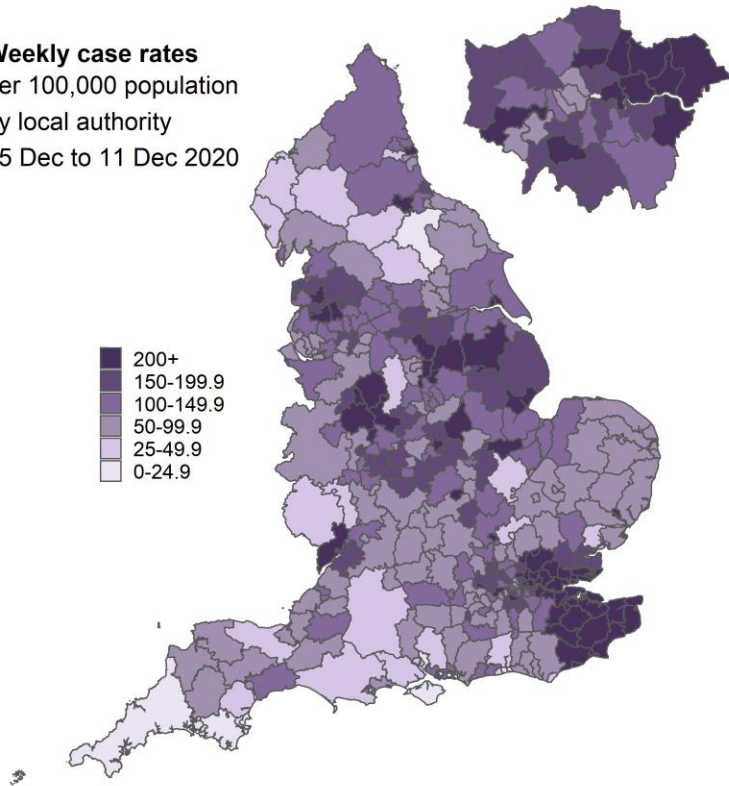 Weekly case rates
er 100,000 population
y local authority
5 Dec to 11 Dec 2020
200+
150-199.9
100-149.9
50-99.9
25-49.9
0-24.9